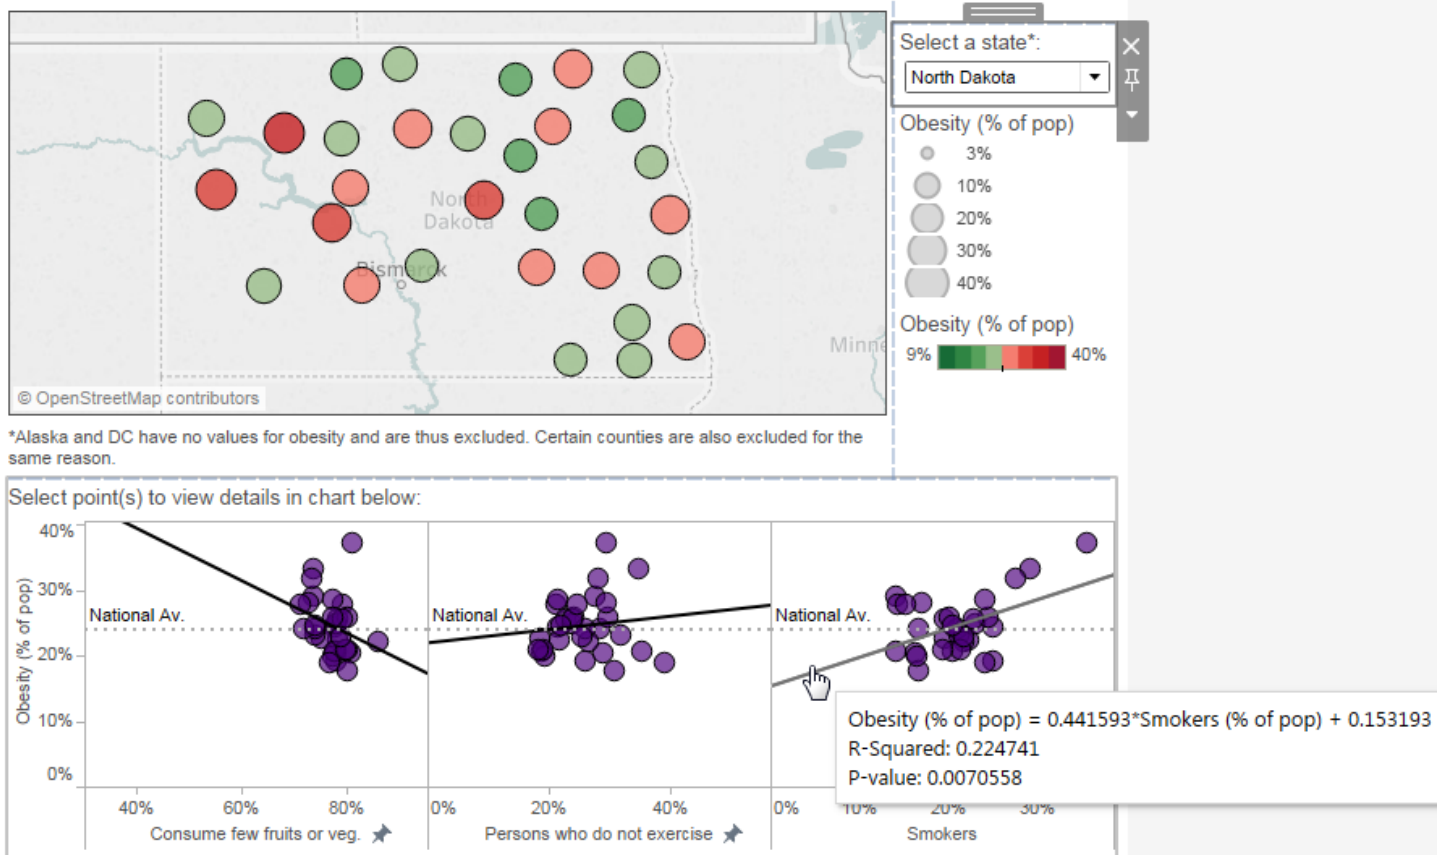 Select a state*:
North Dakota
Obesity (% of pop)
3%
10%
20%
30%
40%
Obesity (% of pop)
9%
40%
North
Dakota
Bismarck
Minne
© OpenStreetMap contributors
*Alaska and DC have no values for obesity and are thus excluded. Certain counties are also excluded for the
same reason.
Select point(s) to view details in chart below:
Obesity (% of pop)
40%
30%
20%
10%
0%
National Av.
National Av.
National Av.
Obesity (% of pop) = 0.441593*Smokers (% of pop) + 0.153193
R-Squared: 0.224741
P-value: 0.0070558
40%
60%
80%
0%
20%
40%
0%
10%
20%
30%
Consume few fruits or veg.
Persons who do not exercise
Smokers